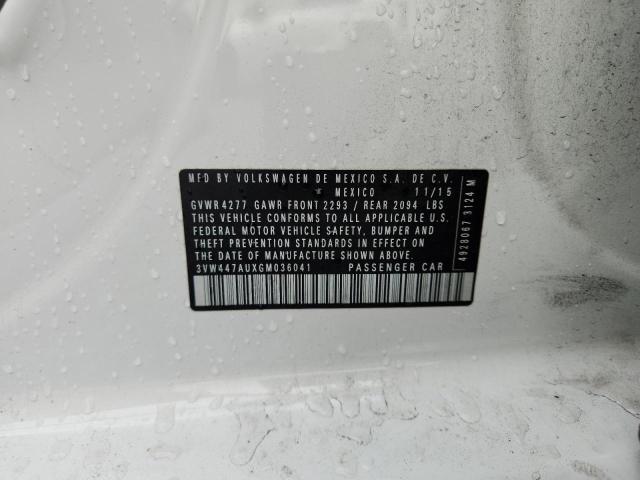 MFD BY VOLKSWAGEN DE MEXICO S.A. DE C.V.
MEXICO 11/15
GVWR 4277 GAWR FRONT 2293 / REAR 2094 LBS
THIS VEHICLE CONFORMS TO ALL APPLICABLE U.S.
FEDERAL MOTOR VEHICLE SAFETY, BUMPER AND
THEFT PREVENTION STANDARDS IN EFFECT ON
THE DATE OF MANUFACTURE SHOWN ABOVE.
3VW447AUXGM036041 PASSENGER CAR
4928067 3124 M